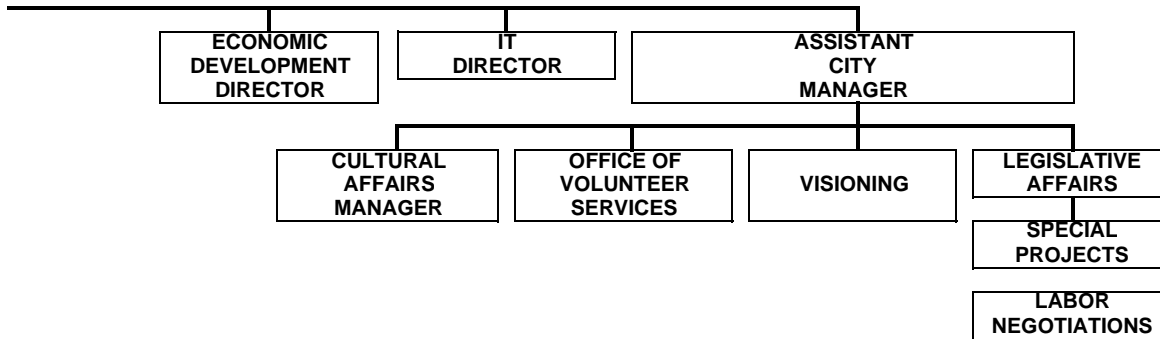 ECONOMIC
DEVELOPMENT
DIRECTOR
IT
DIRECTOR
ASSISTANT
CITY
MANAGER
CULTURAL
AFFAIRS
MANAGER
OFFICE OF
VOLUNTEER
SERVICES
VISIONING
LEGISLATIVE
AFFAIRS
SPECIAL
PROJECTS
LABOR
NEGOTIATIONS